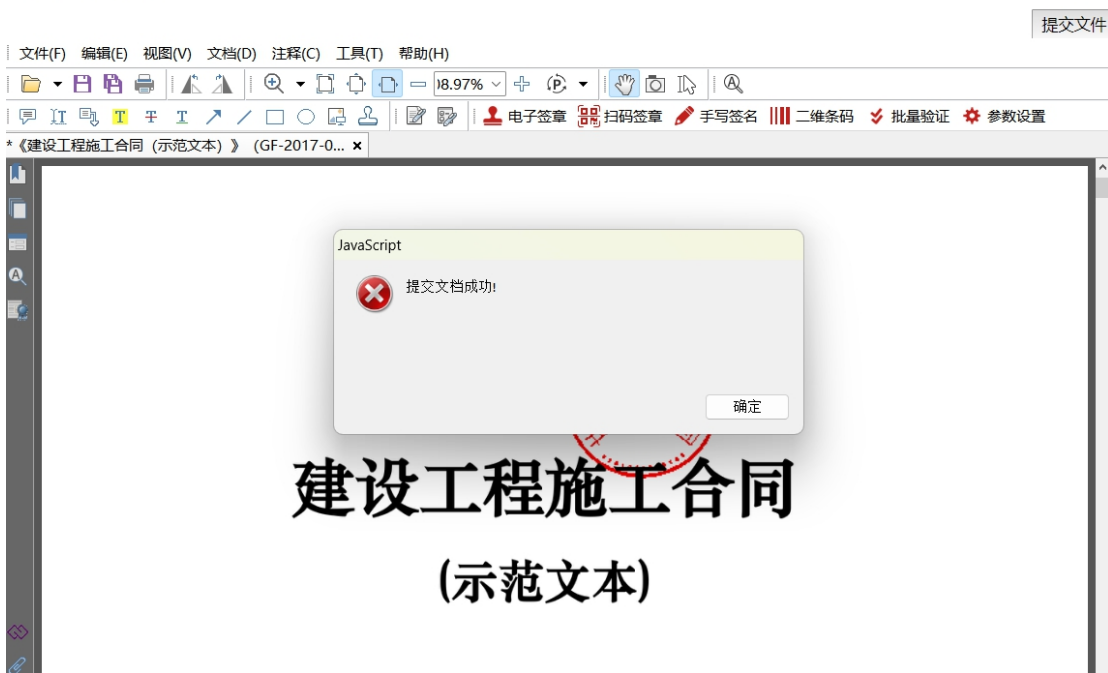 提交文件
文件(F) 编辑(E) 视图(V) 文档(D) 注释(C) 工具(T) 帮助(H)
98.97%
电子签章 扫码签章 手写签名 二维条码 批量验证 参数设置
*《建设工程施工合同（示范文本）》（GF-2017-0...
JavaScript
提交文档成功!
确定
建设工程施工合同
(示范文本)